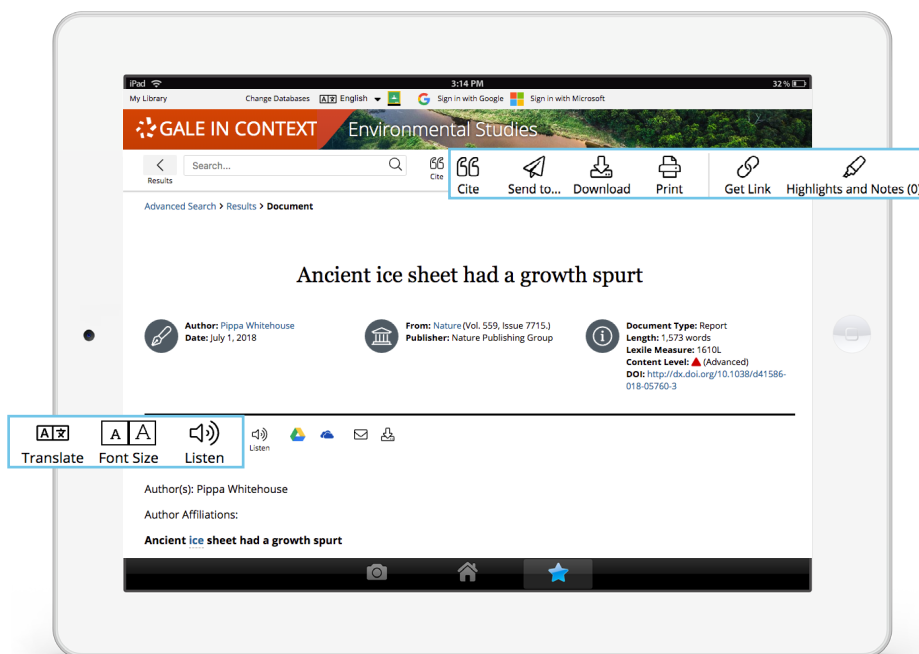 iPad 3:14 PM 32%
My Library Change Databases A文 English Sign in with Google Sign in with Microsoft
GALE IN CONTEXT Environmental Studies
Results Search... Cite
Cite Send to... Download Print Get Link Highlights and Notes (0)
Advanced Search > Results > Document
Ancient ice sheet had a growth spurt
Author: Pippa Whitehouse
Date: July 1, 2018
From: Nature (Vol. 559, Issue 7715.)
Publisher: Nature Publishing Group
Document Type: Report
Length: 1,573 words
Lexile Measure: 1610L
Content Level: (Advanced)
DOI: http://dx.doi.org/10.1038/d41586-
018-05760-3
A文 A A
Translate Font Size Listen
Listen
Author(s): Pippa Whitehouse
Author Affiliations:
Ancient ice sheet had a growth spurt